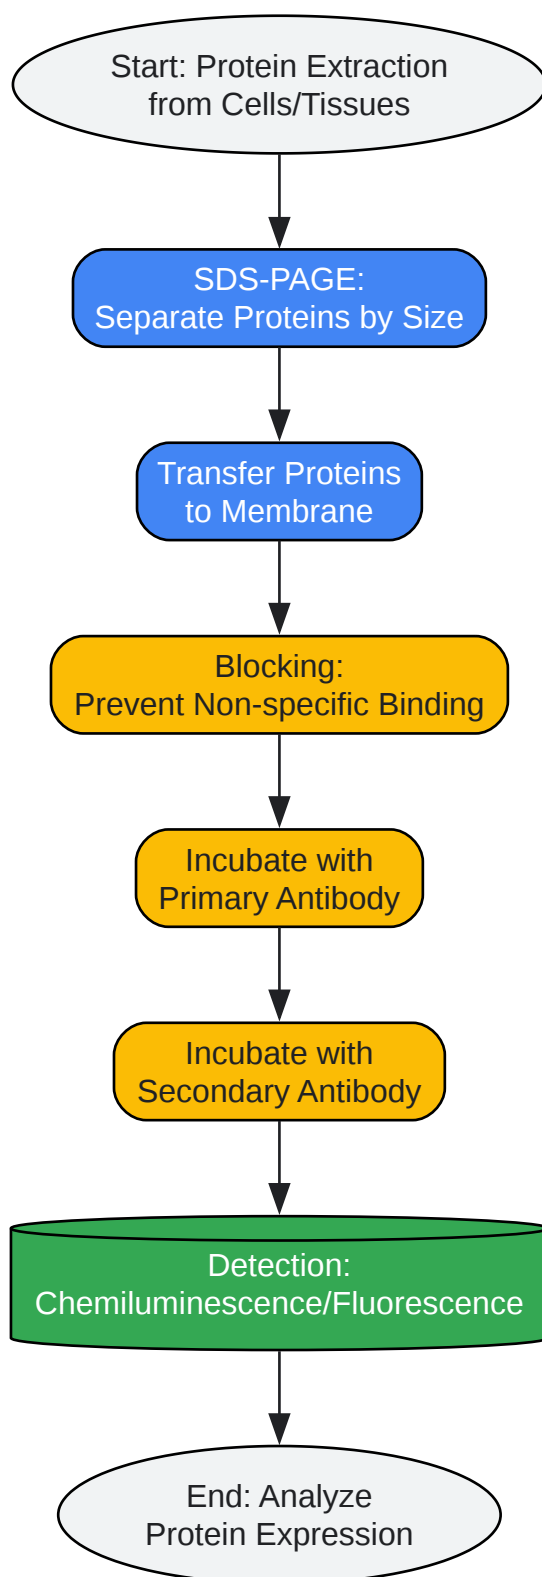 Start: Protein Extraction
from Cells/Tissues
SDS-PAGE:
Separate Proteins by Size
Transfer Proteins
to Membrane
Blocking:
Prevent Non-specific Binding
Incubate with
Primary Antibody
Incubate with
Secondary Antibody
Detection:
Chemiluminescence/Fluorescence
End: Analyze
Protein Expression